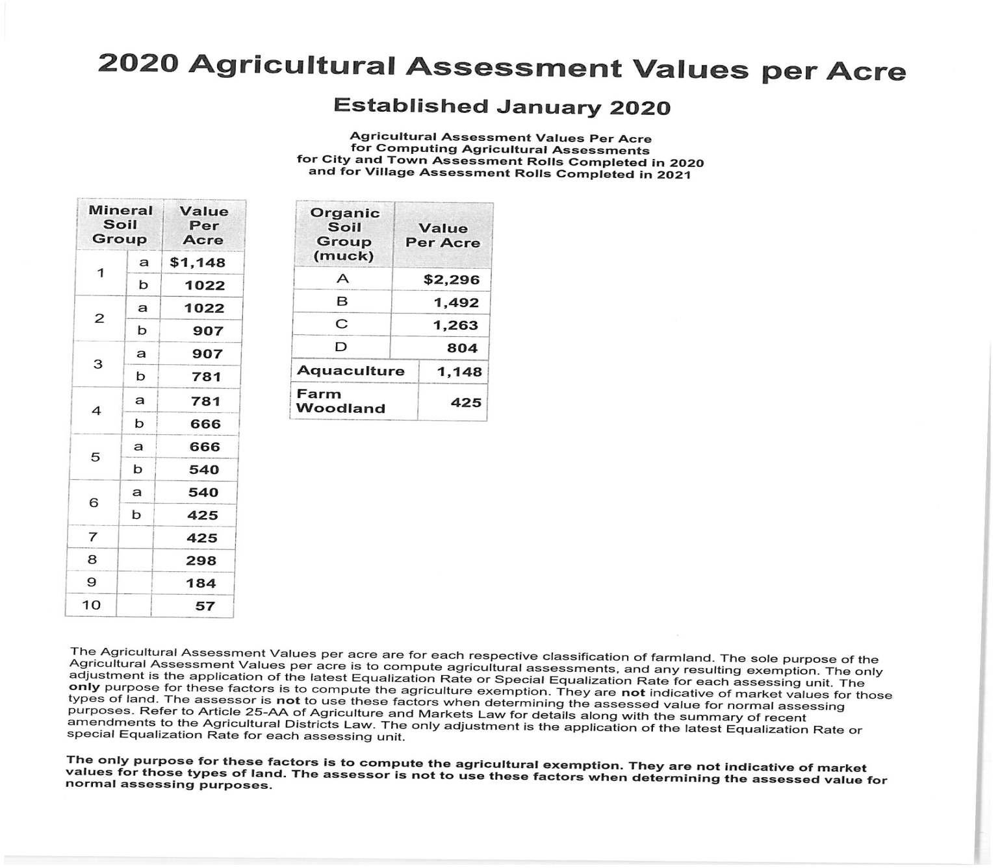 2020 Agricultural Assessment Values per Acre
Established January 2020
Agricultural Assessment Values Per Acre
for Computing Agricultural Assessments
for City and Town Assessment Rolls Completed in 2020
and for Village Assessment Rolls Completed in 2021
Mineral Soil Group Value Per Acre
1 a $1,148
b 1022
2 a 1022
b 907
3 a 907
b 781
4 a 781
b 666
5 a 666
b 540
6 a 540
b 425
7 425
8 298
9 184
10 57
Organic Soil Group (muck) Value Per Acre
A $2,296
B 1,492
C 1,263
D 804
Aquaculture 1,148
Farm Woodland 425
The Agricultural Assessment Values per acre are for each respective classification of farmland. The sole purpose of the
Agricultural Assessment Values per acre is to compute agricultural assessments, and any resulting exemption. The only
adjustment is the application of the latest Equalization Rate or Special Equalization Rate for each assessing unit. The
only purpose for these factors is to compute the agriculture exemption. They are not indicative of market values for those
types of land. The assessor is not to use these factors when determining the assessed value for normal assessing
purposes. Refer to Article 25-AA of Agriculture and Markets Law for details along with the summary of recent
amendments to the Agricultural Districts Law. The only adjustment is the application of the latest Equalization Rate or
special Equalization Rate for each assessing unit.
The only purpose for these factors is to compute the agricultural exemption. They are not indicative of market
values for those types of land. The assessor is not to use these factors when determining the assessed value for
normal assessing purposes.